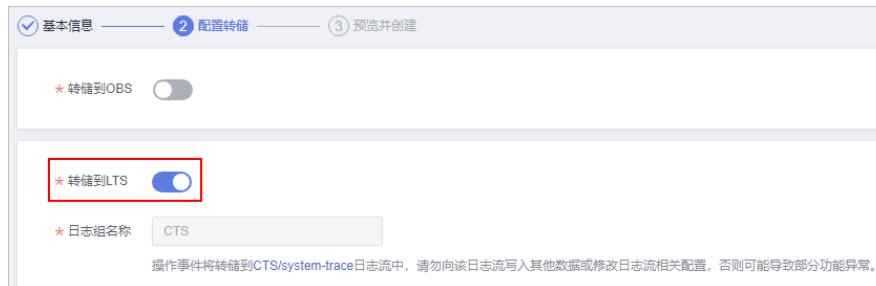 基本信息 2 配置转储 3 预览并创建
* 转储到OBS
* 转储到LTS
* 日志组名称 CTS
操作事件将转储到CTS/system-trace日志流中，请勿向该日志流写入其他数据或修改日志流相关配置，否则可能导致部分功能异常。